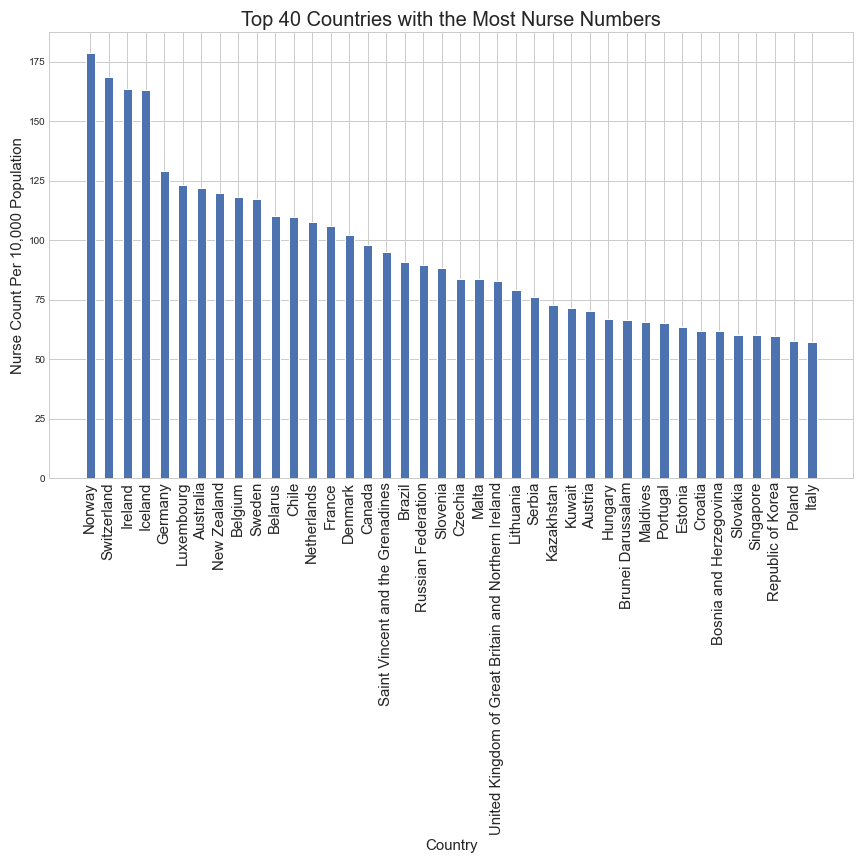 Top 40 Countries with the Most Nurse Numbers
Nurse Count Per 10,000 Population
175
150
125
100
75
50
25
0
Norway
Switzerland
Ireland
Iceland
Germany
Luxembourg
Australia
New Zealand
Belgium
Sweden
Belarus
Chile
Netherlands
France
Denmark
Canada
Saint Vincent and the Grenadines
Brazil
Russian Federation
Slovenia
Czechia
Malta
United Kingdom of Great Britain and Northern Ireland
Lithuania
Serbia
Kazakhstan
Kuwait
Austria
Hungary
Brunei Darussalam
Maldives
Portugal
Estonia
Croatia
Bosnia and Herzegovina
Slovakia
Singapore
Republic of Korea
Poland
Italy
Country